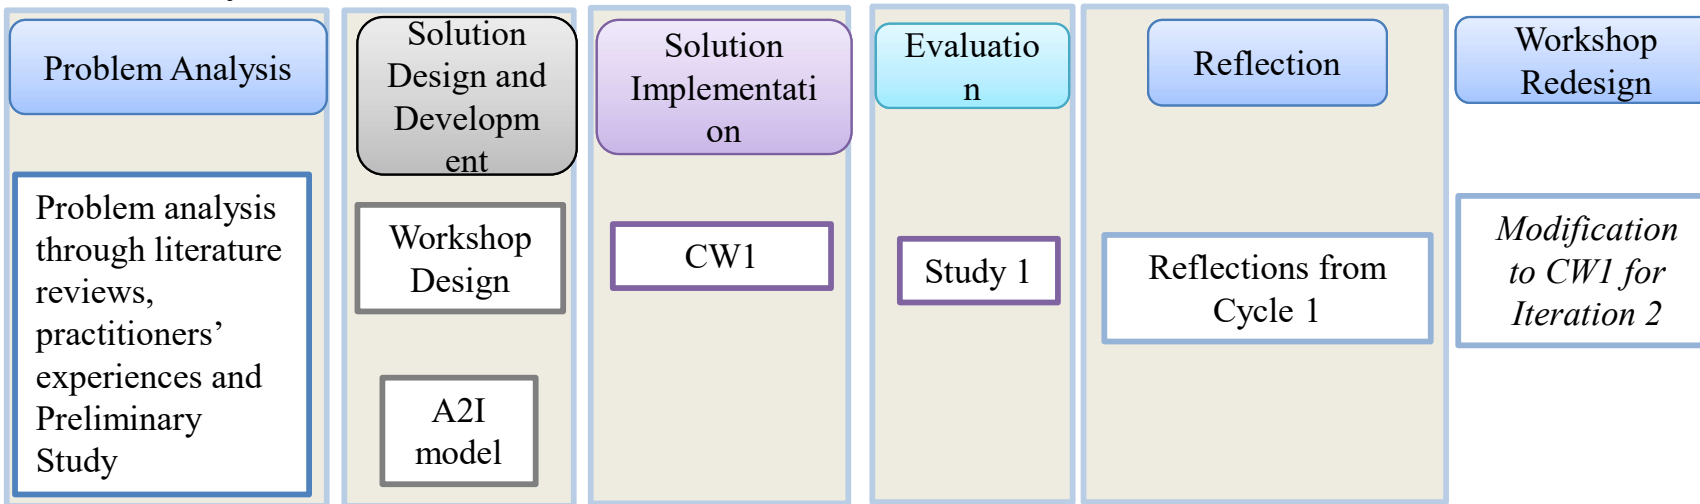 Problem Analysis
Problem analysis
through literature
reviews,
practitioners’
experiences and
Preliminary
Study
Solution
Design and
Developm
ent
Workshop
Design
A2I
model
Solution
Implementati
on
CW1
Evaluatio
n
Study 1
Reflection
Reflections from
Cycle 1
Workshop
Redesign
Modification
to CW1 for
Iteration 2